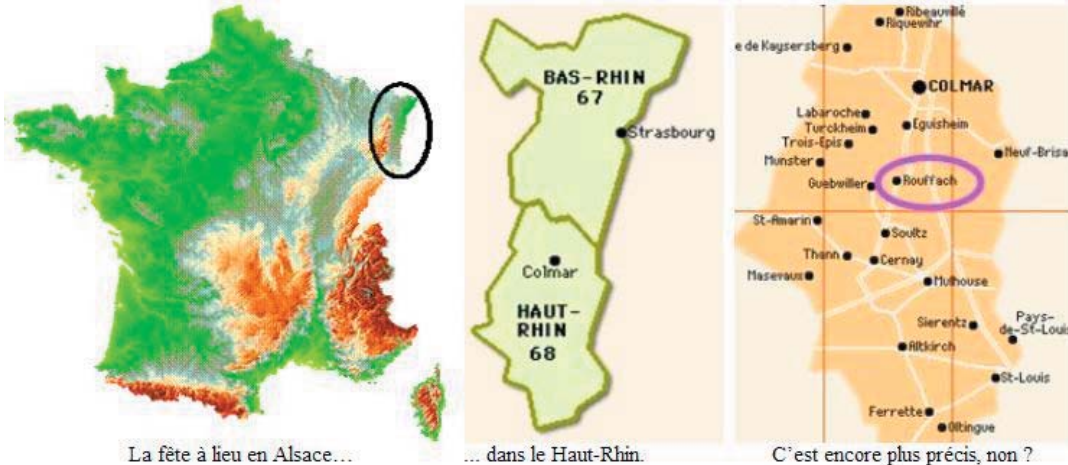 BAS-RHIN
67
Strasbourg
Colmar
HAUT-
RHIN
68
Ribeauvillé
Riquewihr
e de Kaysersberg
COLMAR
Labaroche
Turckheim
Eguisheim
Trois-Epis
Neuf-Brisa
Munster
Guebwiller
Rouffach
St-Amarin
Soultz
Thann
Cernay
Masevaux
Mulhouse
Sierentz
Pays-
de-St-Louis
Altkirch
St-Louis
Ferrette
Oltingue
La fête à lieu en Alsace…
... dans le Haut-Rhin.
C’est encore plus précis, non ?